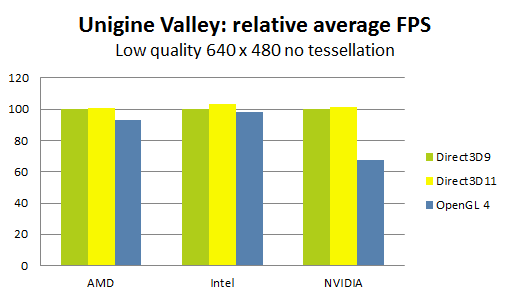 Unigine Valley: relative average FPS
Low quality 640 x 480 no tessellation
120
100
80
60
40
20
0
AMD
Intel
NVIDIA
Direct3D9
Direct3D11
OpenGL 4